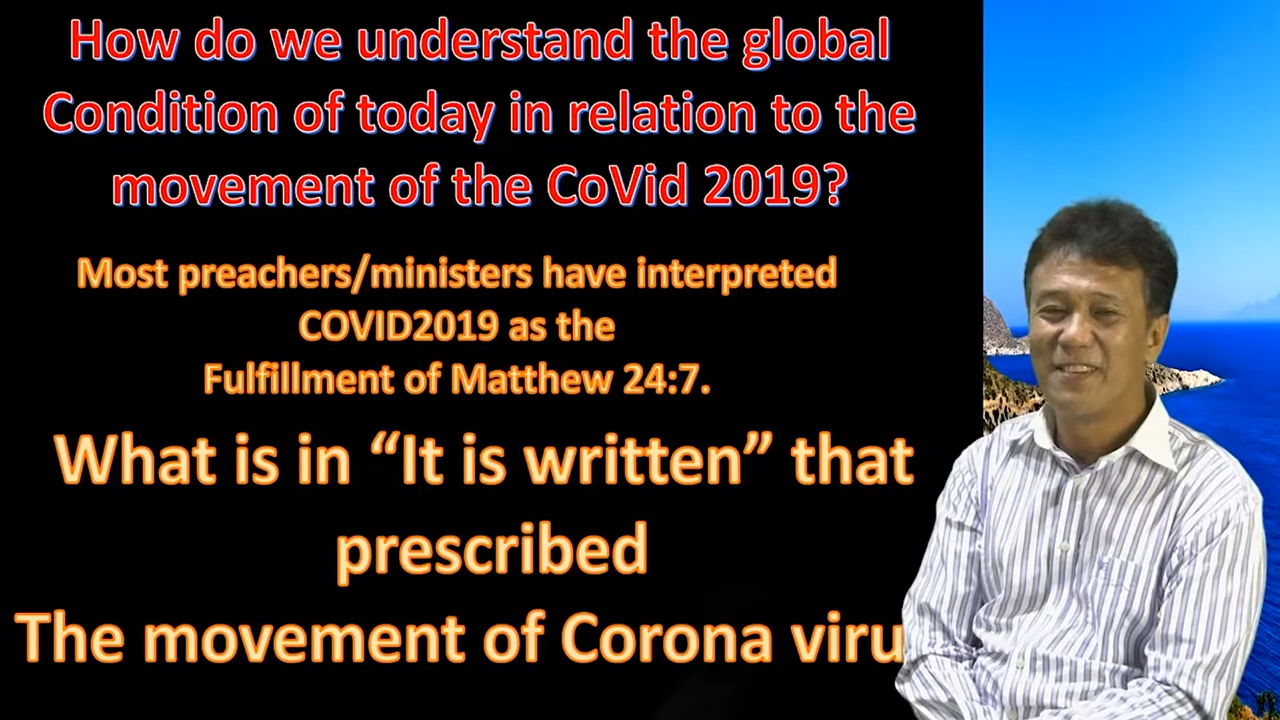 How do we understand the global
Condition of today in relation to the
movement of the CoVid 2019?
Most preachers/ministers have interpreted
COVID2019 as the
Fulfillment of Matthew 24:7.
What is in “It is written” that
prescribed
The movement of Corona viru